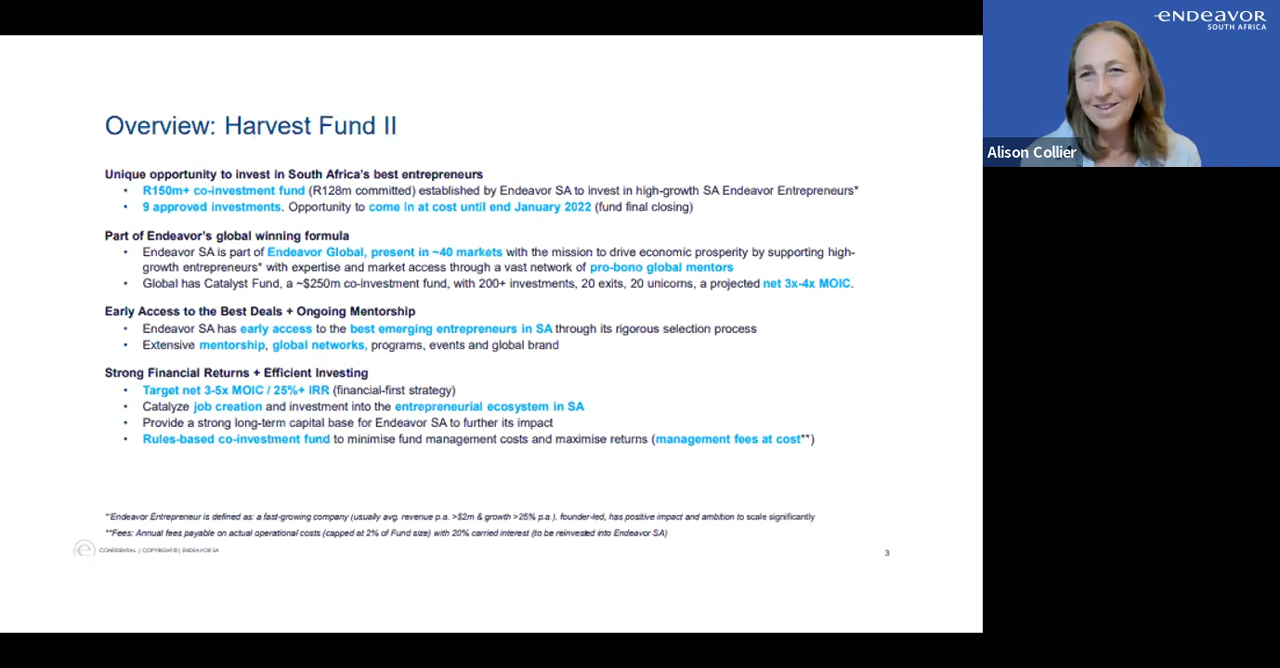 Overview: Harvest Fund II
Unique opportunity to invest in South Africa's best entrepreneurs
• R150m+ co-investment fund (R128m committed) established by Endeavor SA to invest in high-growth SA Endeavor Entrepreneurs*
• 9 approved investments. Opportunity to come in at cost until end January 2022 (fund final closing)
Part of Endeavor's global winning formula
• Endeavor SA is part of Endeavor Global, present in ~40 markets with the mission to drive economic prosperity by supporting high-
growth entrepreneurs* with expertise and market access through a vast network of pro-bono global mentors
• Global has Catalyst Fund, a ~$250m co-investment fund, with 200+ investments, 20 exits, 20 unicorns, a projected net 3x-4x MOIC.
Early Access to the Best Deals + Ongoing Mentorship
• Endeavor SA has early access to the best emerging entrepreneurs in SA through its rigorous selection process
• Extensive mentorship, global networks, programs, events and global brand
Strong Financial Returns + Efficient Investing
• Target net 3-5x MOIC / 25%+ IRR (financial-first strategy)
• Catalyze job creation and investment into the entrepreneurial ecosystem in SA
• Provide a strong long-term capital base for Endeavor SA to further its impact
• Rules-based co-investment fund to minimise fund management costs and maximise returns (management fees at cost**)
*Endeavor Entrepreneur is defined as: a fast-growing company (usually avg. revenue p.a. >$2m & growth >25% p.a.), founder-led, has positive impact and ambition to scale significantly
**Fees: Annual fees payable on actual operational costs (capped at 2% of Fund size) with 20% carried interest (to be reinvested into Endeavor SA)
CONFIDENTIAL | COPYRIGHT © | ENDEAVOR SA
3
ENDEAVOR
SOUTH AFRICA
Alison Collier